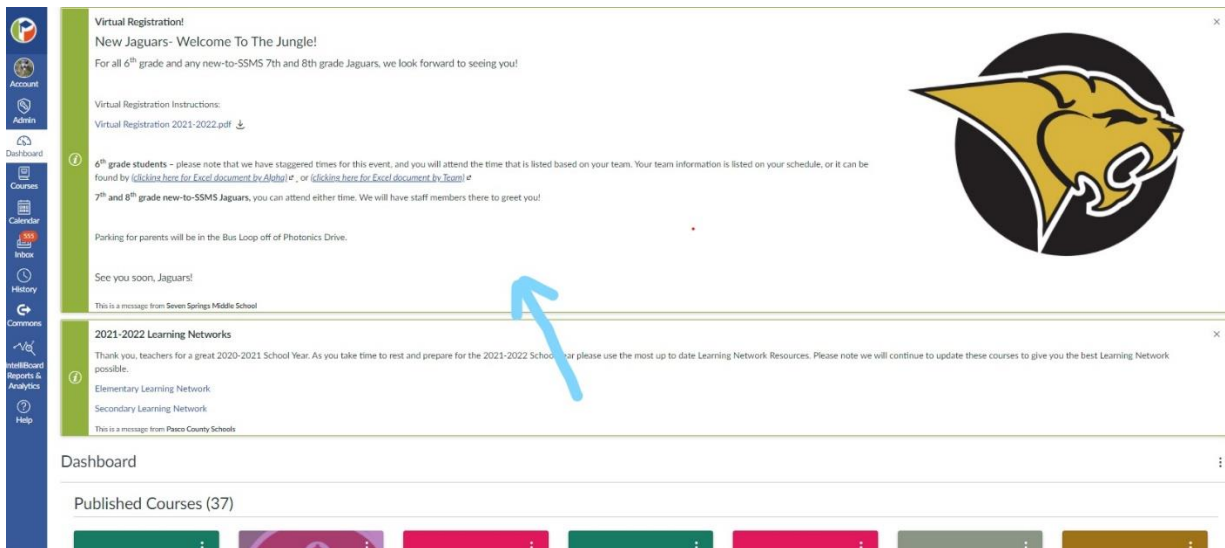 Virtual Registration!
New Jaguars- Welcome To The Jungle!
For all 6th grade and any new-to-SSMS 7th and 8th grade Jaguars, we look forward to seeing you!
Virtual Registration Instructions:
Virtual Registration 2021-2022.pdf
6th grade students – please note that we have staggered times for this event, and you will attend the time that is listed based on your team. Your team information is listed on your schedule, or it can be
found by (clicking here for Excel document by Alpha) , or (clicking here for Excel document by Team)
7th and 8th grade new-to-SSMS Jaguars, you can attend either time. We will have staff members there to greet you!
Parking for parents will be in the Bus Loop off of Photonics Drive.
See you soon, Jaguars!
This is a message from Seven Springs Middle School
2021-2022 Learning Networks
Thank you, teachers for a great 2020-2021 School Year. As you take time to rest and prepare for the 2021-2022 School ar please use the most up to date Learning Network Resources. Please note we will continue to update these courses to give you the best Learning Network
possible.
Elementary Learning Network
Secondary Learning Network
This is a message from Pasco County Schools
Dashboard
Published Courses (37)
Account
Admin
Dashboard
Courses
Calendar
555
Inbox
History
Commons
IntelliBoard
Reports &
Analytics
Help